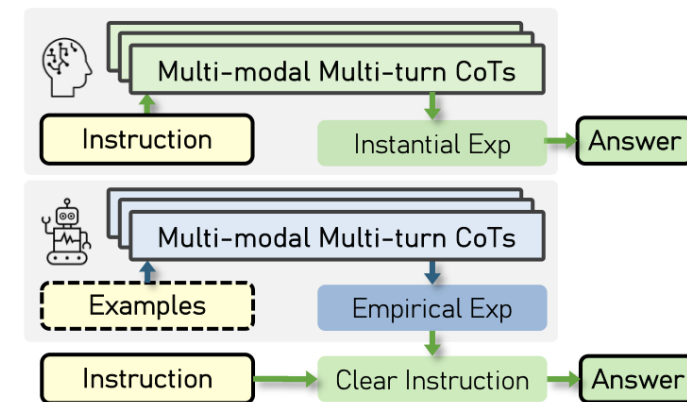 Multi-modal Multi-turn CoTs
Instruction
Instantial Exp
Answer
Multi-modal Multi-turn CoTs
Examples
Empirical Exp
Instruction
Clear Instruction
Answer